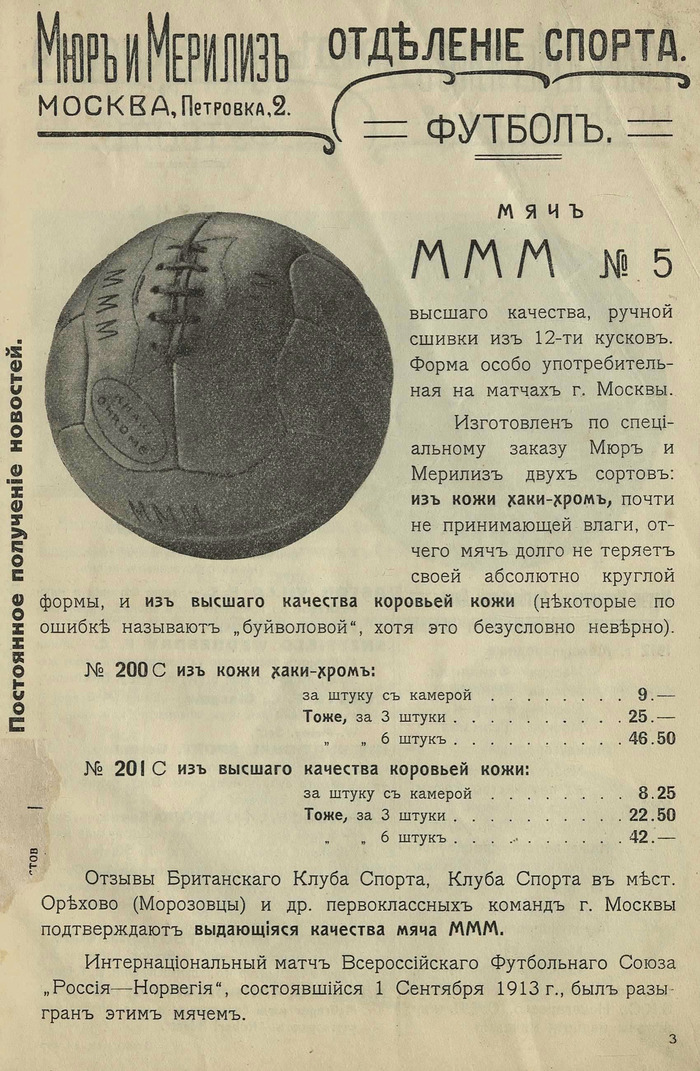 Мюръ и Мерилизъ
МОСКВА, Петровка, 2.
ОТДѢЛЕНІЕ СПОРТА.
ФУТБОЛЪ.
МЯЧЪ
МММ № 5
высшаго качества, ручной
сшивки изъ 12-ти кусковъ.
Форма особо употребитель-
ная на матчахъ г. Москвы.
Изготовленъ по спеці-
альному заказу Мюръ и
Мерилизъ двухъ сортовъ:
изъ кожи хаки-хромъ, почти
не принимающей влаги, от-
чего мячъ долго не теряетъ
своей абсолютно круглой
формы, и изъ высшаго качества коровьей кожи (нѣкоторые по
ошибкѣ называютъ „буйволовой“, хотя это безусловно невѣрно).
МММ
KHAKI
CHROME
МММ
Постоянное полученіе новостей.
№ 200 С изъ кожи хаки-хромъ:
за штуку съ камерой . . . . . . . . . 9.—
Тоже, за 3 штуки . . . . . . . . . . 25.—
„ „ 6 штукъ . . . . . . . . . . 46.50
№ 201 С изъ высшаго качества коровьей кожи:
за штуку съ камерой . . . . . . . . . 8.25
Тоже, за 3 штуки . . . . . . . . . . 22.50
„ „ 6 штукъ . . . . . . . . . . 42.—
Отзывы Британскаго Клуба Спорта, Клуба Спорта въ мѣст.
Орѣхово (Морозовцы) и др. первоклассныхъ командъ г. Москвы
подтверждаютъ выдающіяся качества мяча МММ.
Интернаціональный матчъ Всероссійскаго Футбольнаго Союза
„Россія—Норвегія“, состоявшійся 1 Сентября 1913 г., былъ разы-
гранъ этимъ мячемъ.
3